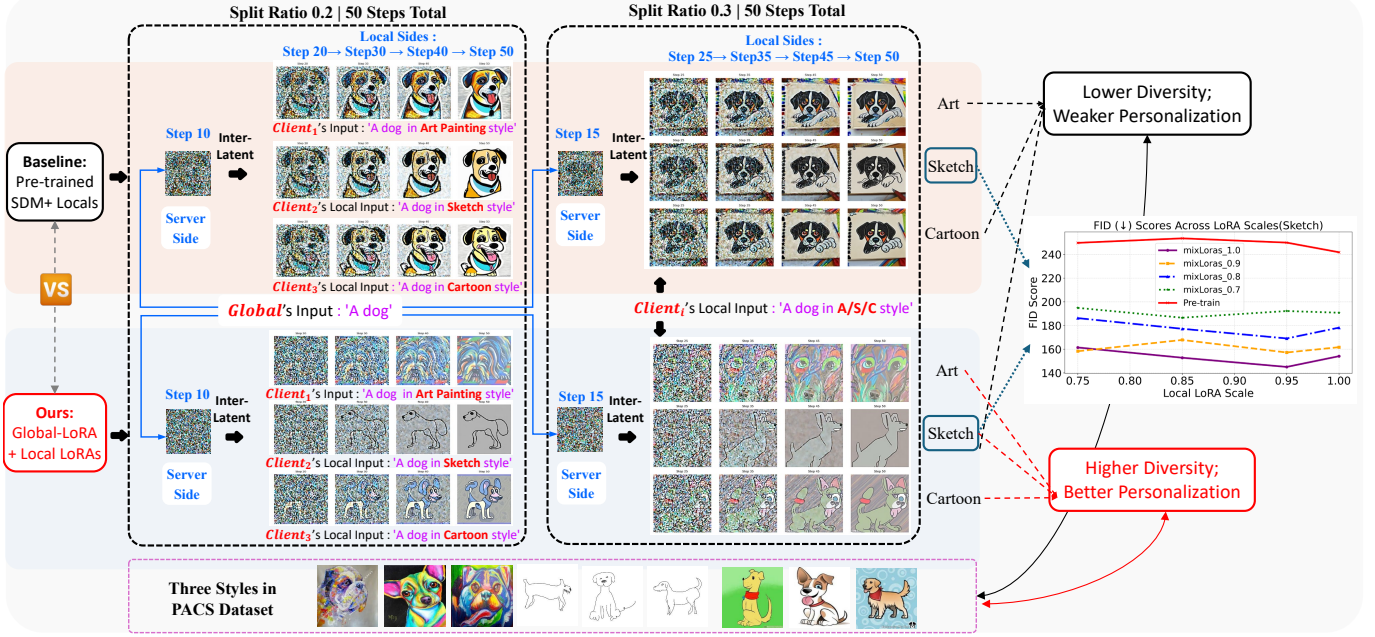 Split Ratio 0.2 | 50 Steps Total
Split Ratio 0.3 | 50 Steps Total
Local Sides :
Step 20→ Step30 → Step40 → Step 50
Local Sides :
Step 25→ Step35 → Step45 → Step 50
Baseline:
Pre-trained
SDM+ Locals
VS
Ours:
Global-LoRA
+ Local LoRAs
Step 10
Server
Side
Inter-
Latent
Client1's Input : 'A dog in Art Painting style'
Client2's Local Input : 'A dog in Sketch style'
Client3's Local Input : 'A dog in Cartoon style'
Step 15
Server
Side
Inter-
Latent
Global's Input : 'A dog'
Clienti's Local Input : 'A dog in A/S/C style'
Step 10
Server
Side
Inter-
Latent
Client1's Input : 'A dog in Art Painting style'
Client2's Local Input : 'A dog in Sketch style'
Client3's Local Input : 'A dog in Cartoon style'
Step 15
Server
Side
Inter-
Latent
Art
Sketch
Cartoon
Art
Sketch
Cartoon
Lower Diversity;
Weaker Personalization
FID (↓) Scores Across LoRA Scales(Sketch)
FID Score
240
220
200
180
160
140
mixLoras_1.0
mixLoras_0.9
mixLoras_0.8
mixLoras_0.7
Pre-train
0.75 0.80 0.85 0.90 0.95 1.00
Local LoRA Scale
Higher Diversity;
Better Personalization
Three Styles in
PACS Dataset